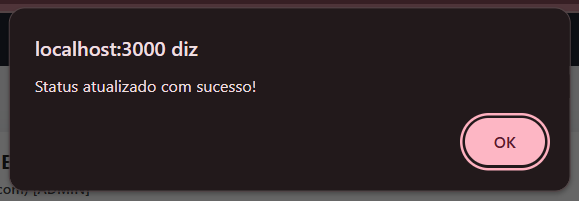 localhost:3000 diz
Status atualizado com sucesso!
OK